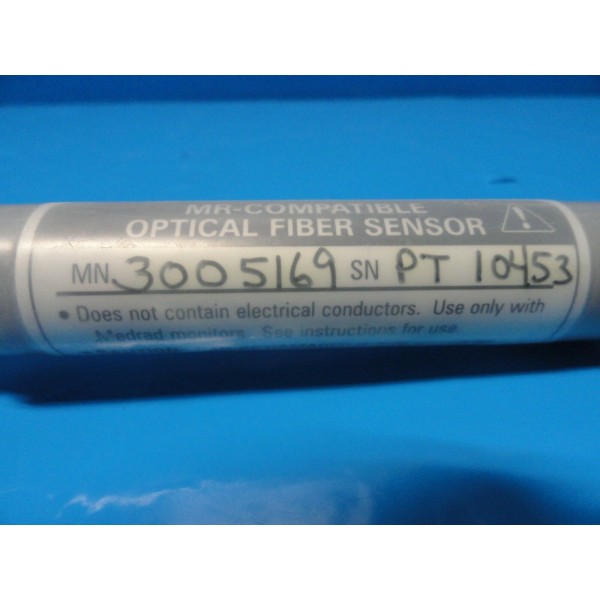 MR-COMPATIBLE
OPTICAL FIBER SENSOR
MN 3005169 SN PT 10453
• Does not contain electrical conductors. Use only with
Medrad monitors. See instructions for use.